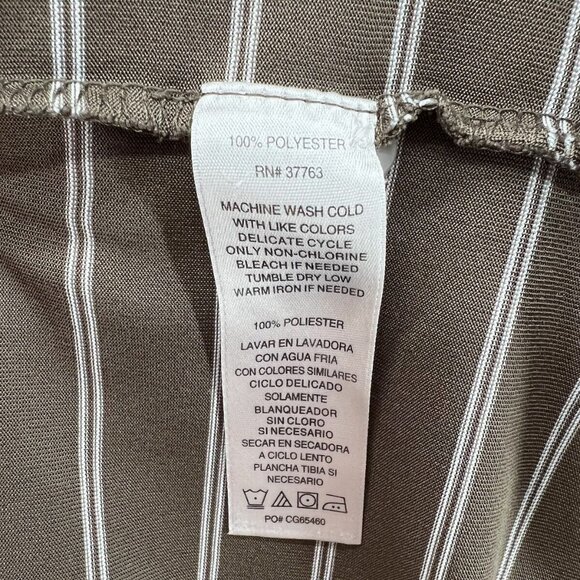 100% POLYESTER
RN# 37763
MACHINE WASH COLD
WITH LIKE COLORS
DELICATE CYCLE
ONLY NON-CHLORINE
BLEACH IF NEEDED
TUMBLE DRY LOW
WARM IRON IF NEEDED
100% POLIESTER
LAVAR EN LAVADORA
CON AGUA FRIA
CON COLORES SIMILARES
CICLO DELICADO
SOLAMENTE
BLANQUEADOR
SIN CLORO
SI NECESARIO
SECAR EN SECADORA
A CICLO LENTO
PLANCHA TIBIA SI
NECESARIO
PO# CG65460